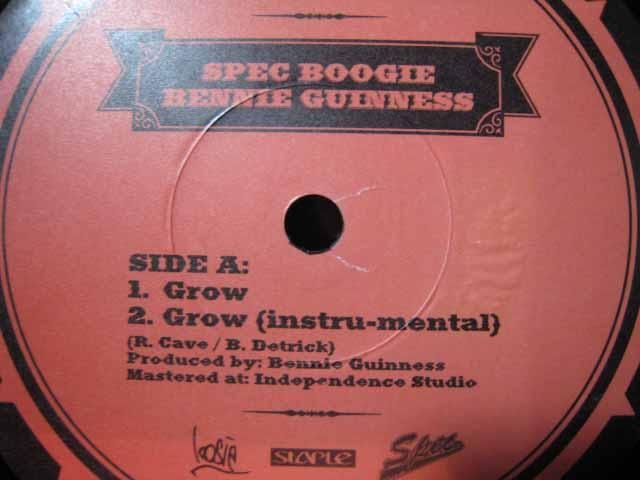 SPEC BOOGIE
BENNIE GUINNESS
SIDE A:
1. Grow
2. Grow (instru-mental)
(R. Cave / B. Detrick)
Produced by: Bennie Guinness
Mastered at: Independence Studio
STAPLE
Spec